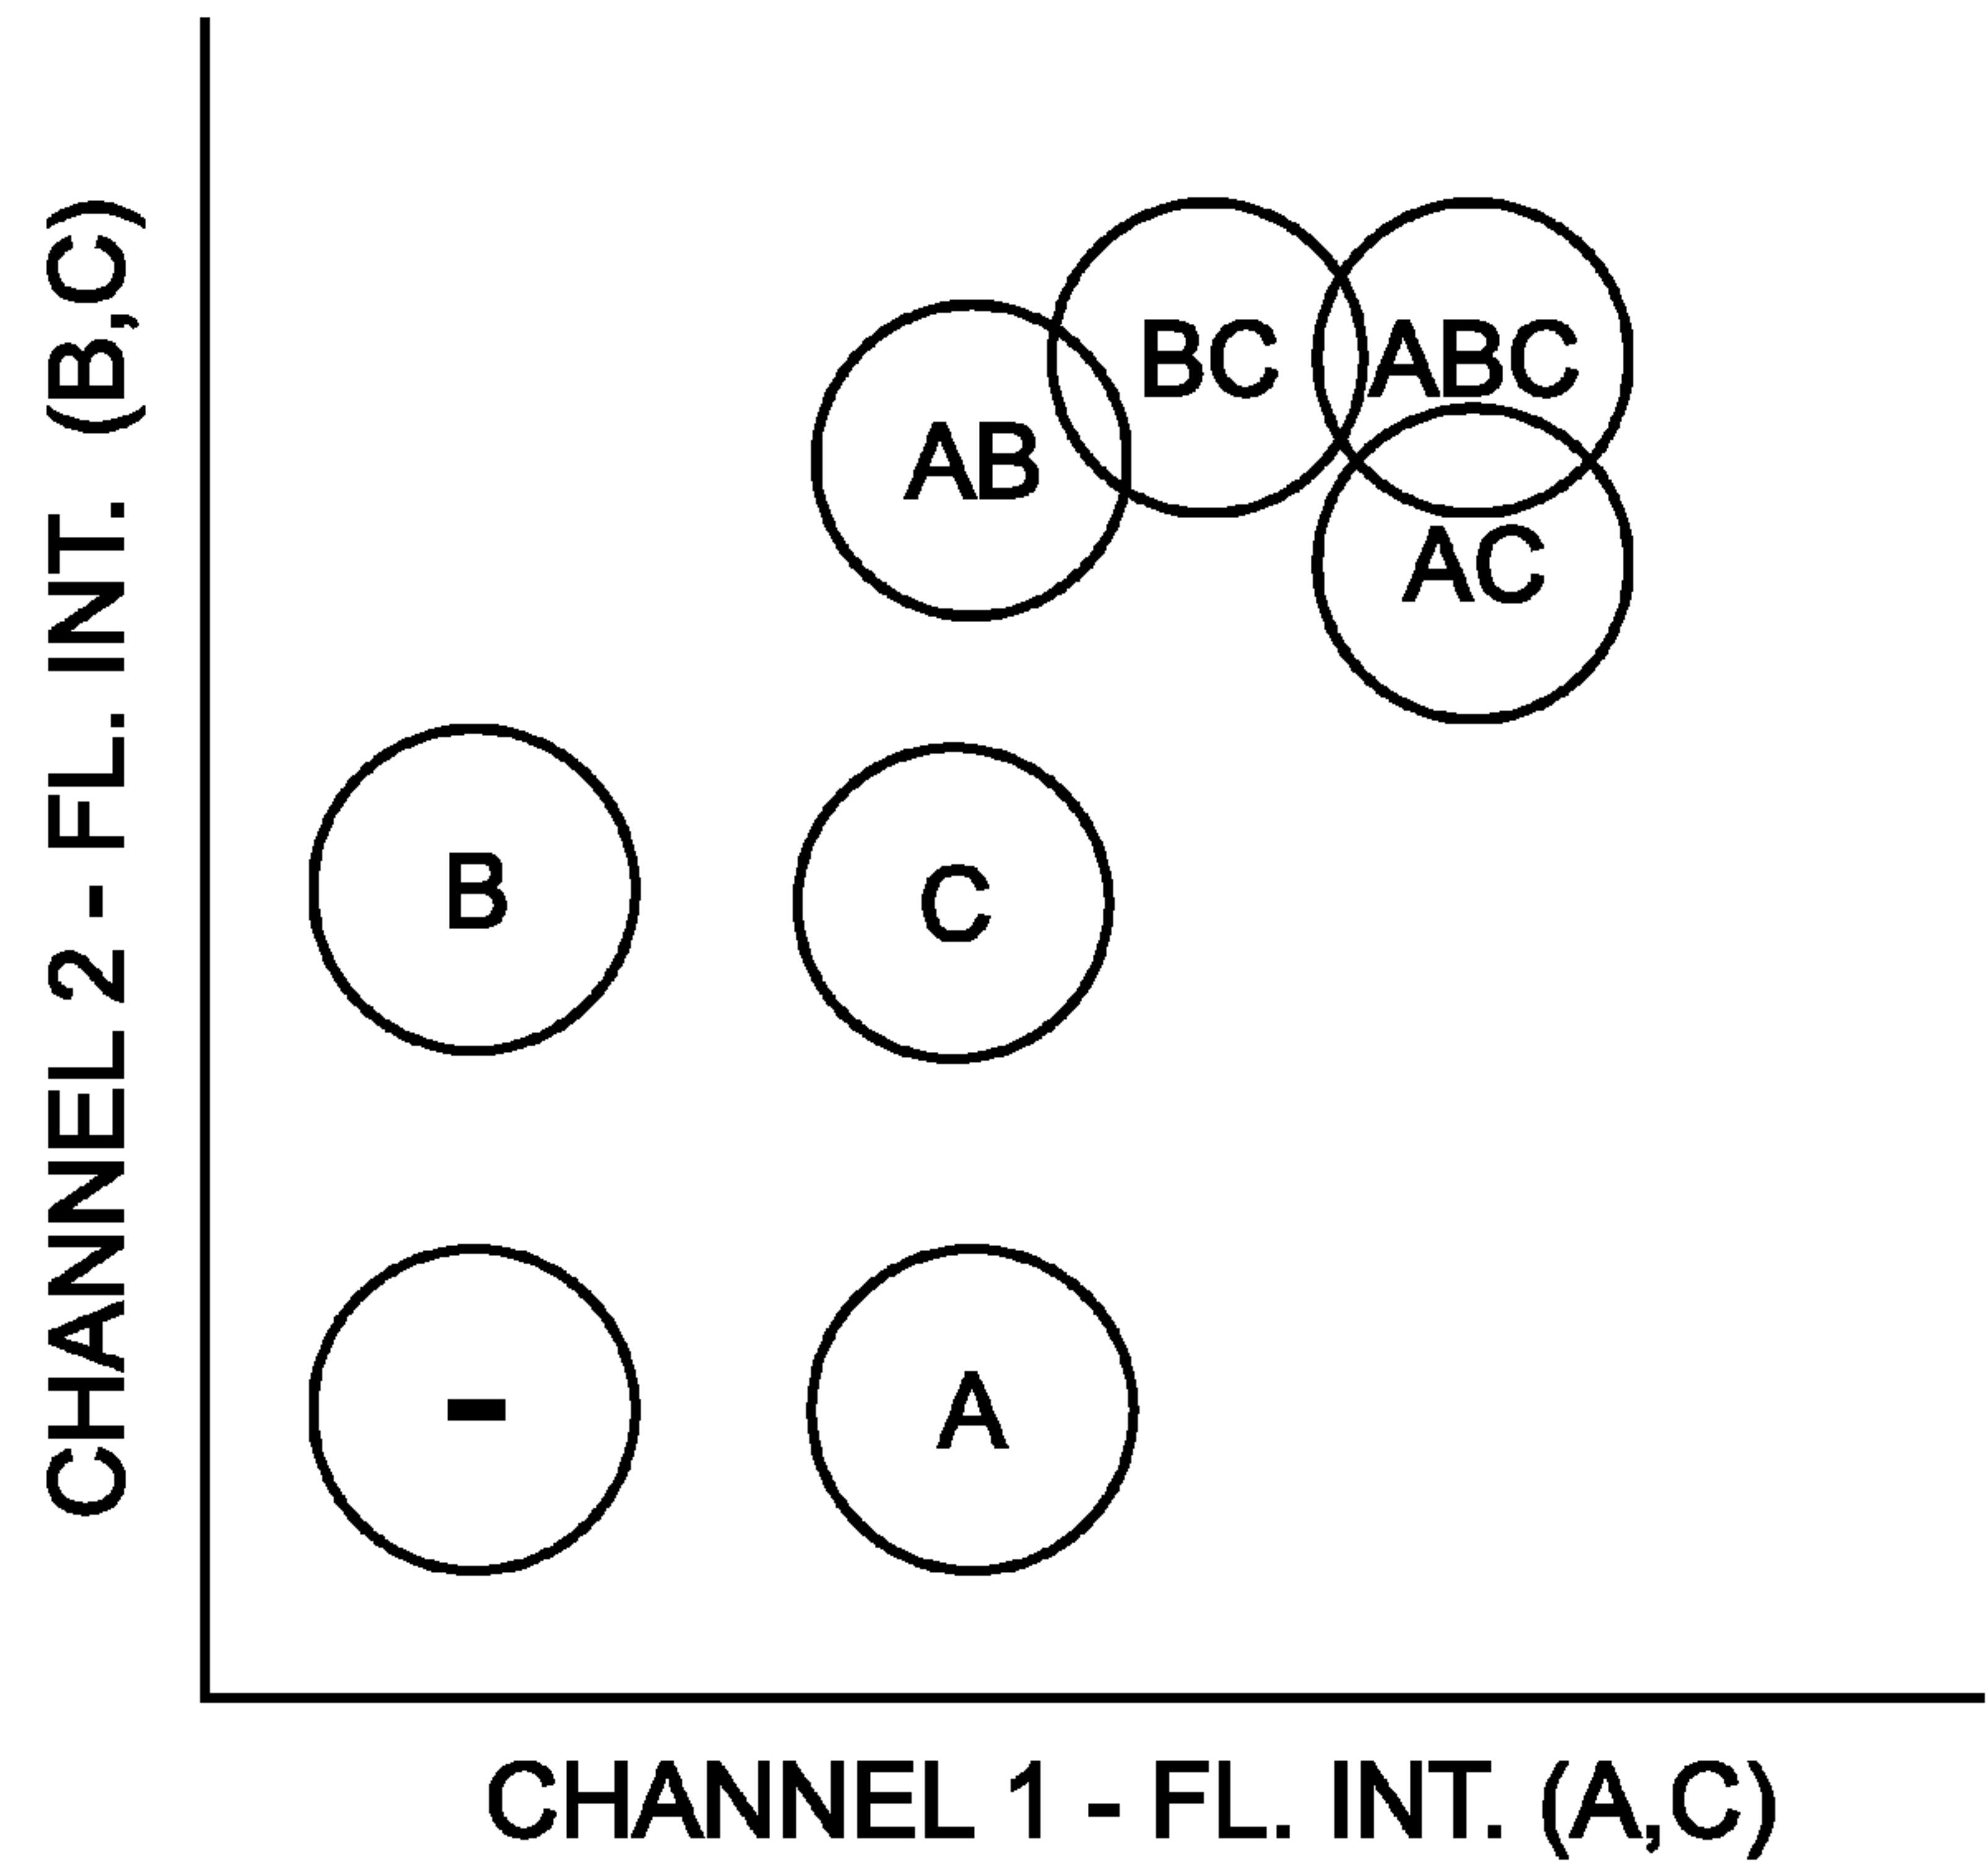 CHANNEL 2 - FL. INT. (B,C)
BC
ABC
AB
AC
B
C
-
A
CHANNEL 1 - FL. INT. (A,C)